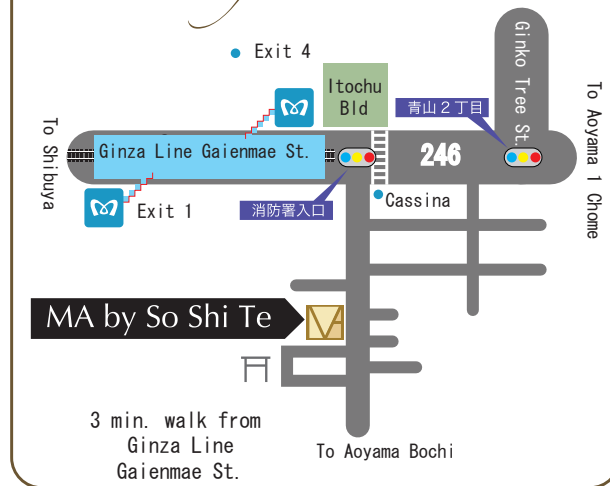 Exit 4
Itochu
Bld
青山2丁目
Ginko Tree St.
To Aoyama 1 Chome
To Shibuya
Ginza Line Gaienmae St.
246
Exit 1
消防署入口
Cassina
MA by So Shi Te
3 min. walk from
Ginza Line
Gaienmae St.
To Aoyama Bochi